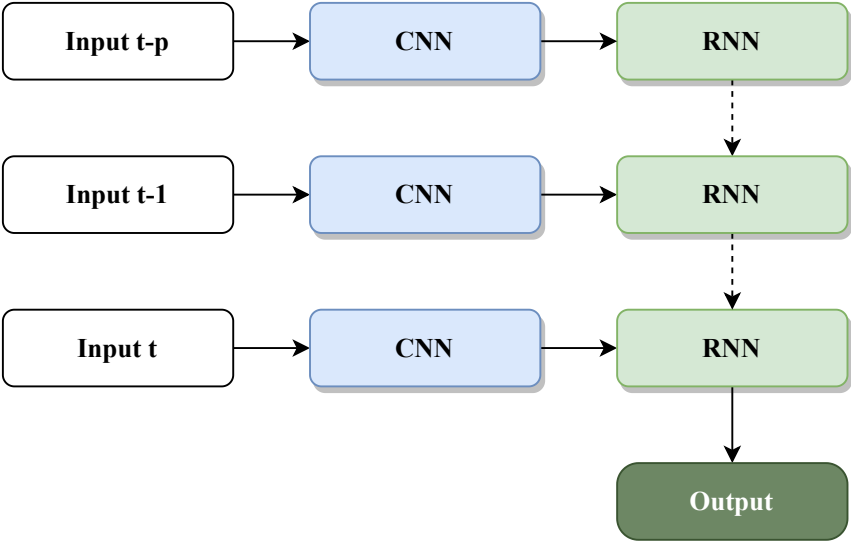 Input t-p
CNN
RNN
Input t-1
CNN
RNN
Input t
CNN
RNN
Output